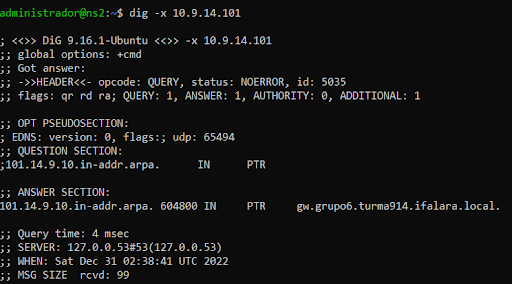 administrador@ns2:~$ dig -x 10.9.14.101
; <<>> DiG 9.16.1-Ubuntu <<>> -x 10.9.14.101
;; global options: +cmd
;; Got answer:
;; ->>HEADER<<- opcode: QUERY, status: NOERROR, id: 5035
;; flags: qr rd ra; QUERY: 1, ANSWER: 1, AUTHORITY: 0, ADDITIONAL: 1
;; OPT PSEUDOSECTION:
; EDNS: version: 0, flags:; udp: 65494
;; QUESTION SECTION:
;101.14.9.10.in-addr.arpa. IN PTR
;; ANSWER SECTION:
101.14.9.10.in-addr.arpa. 604800 IN PTR gw.grupo6.turma914.ifalara.local.
;; Query time: 4 msec
;; SERVER: 127.0.0.53#53(127.0.0.53)
;; WHEN: Sat Dec 31 02:38:41 UTC 2022
;; MSG SIZE rcvd: 99